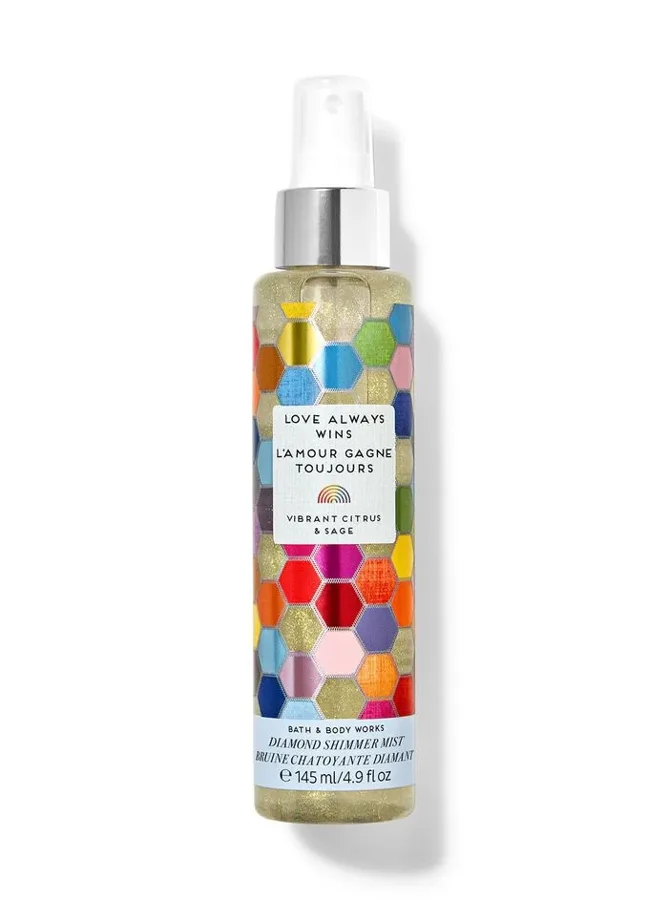 LOVE ALWAYS
WINS
L'AMOUR GAGNE
TOUJOURS
VIBRANT CITRUS
& SAGE
BATH & BODY WORKS
DIAMOND SHIMMER MIST
BRUINE CHATOYANTE DIAMANT
℮ 145 ml/4.9 fl oz